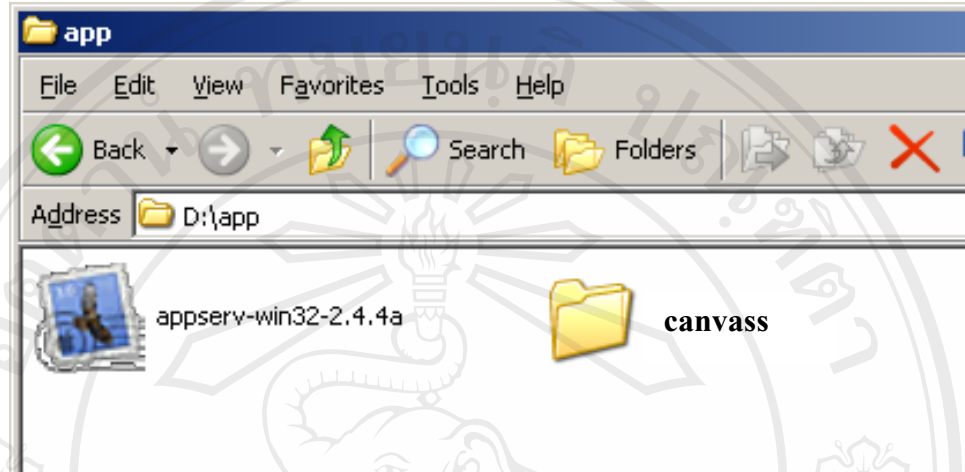 app
File Edit View Favorites Tools Help
Back Search Folders
Address D:\app
appserv-win32-2.4.4a canvass